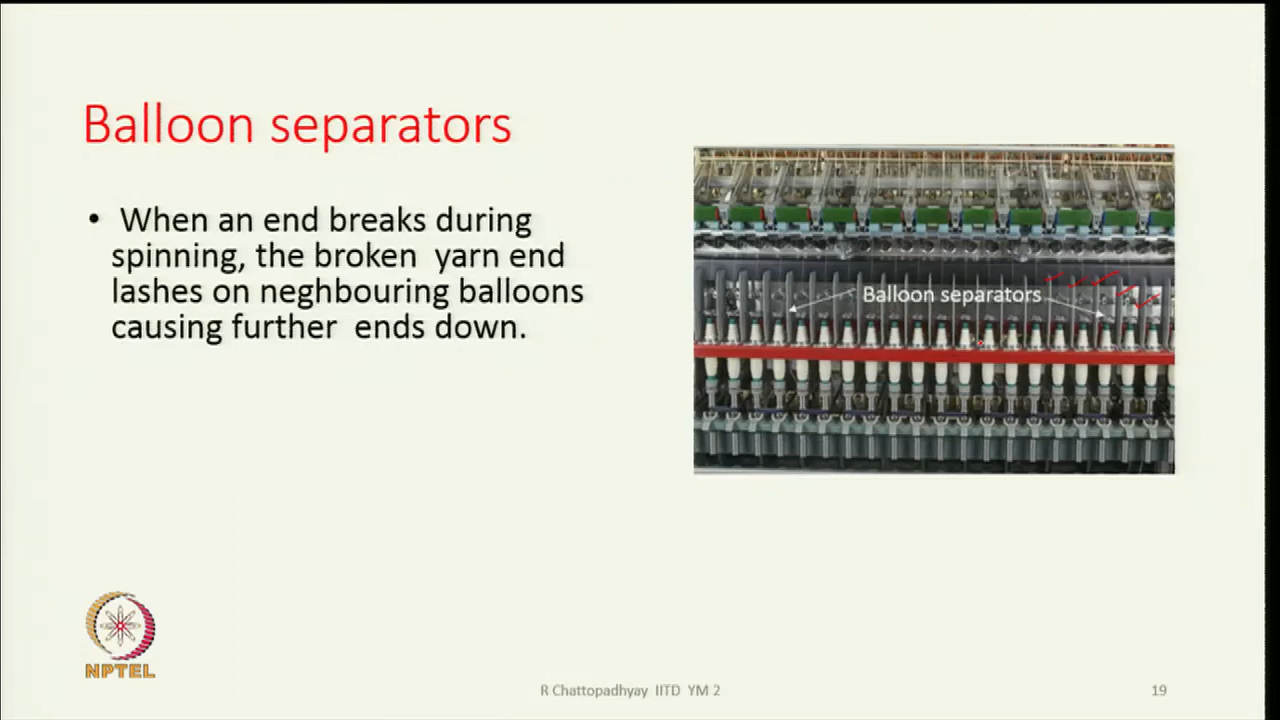 Balloon separators
• When an end breaks during
spinning, the broken yarn end
lashes on neghbouring balloons
causing further ends down.
Balloon separators
NPTEL
R Chattopadhyay IITD YM 2
19